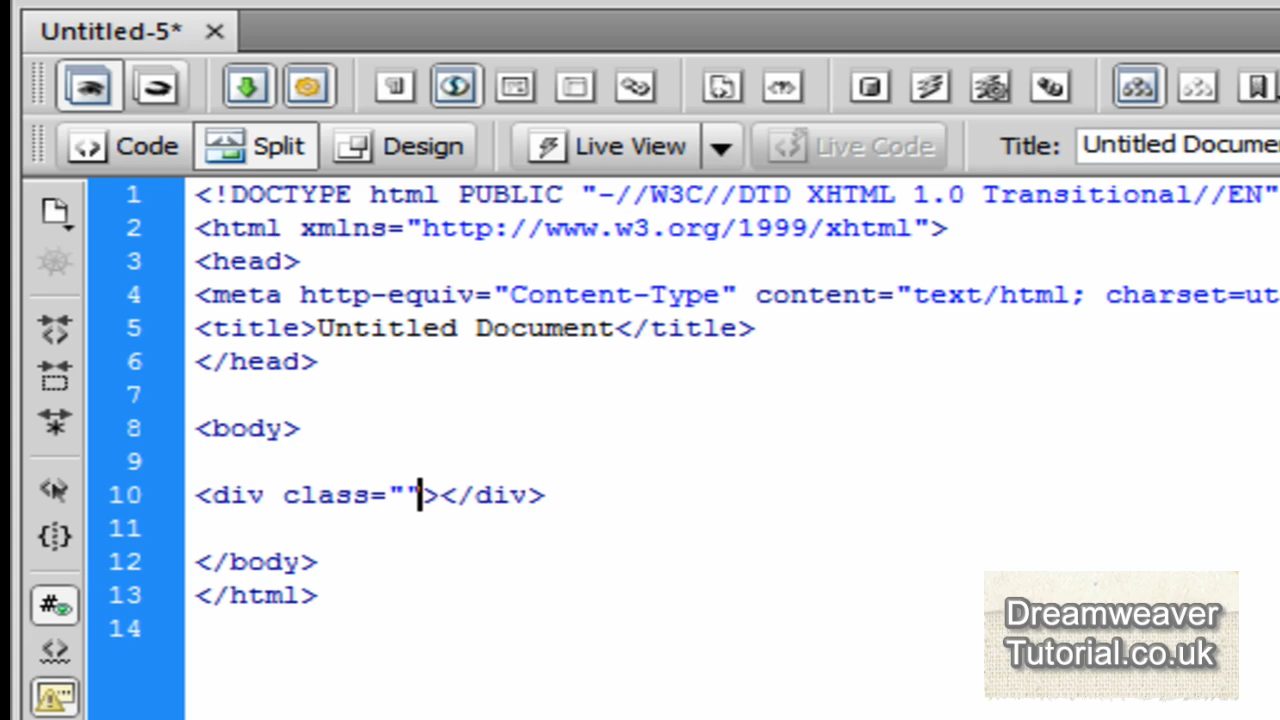 Untitled-5*
Code Split Design Live View Live Code Title: Untitled Docume
1 <!DOCTYPE html PUBLIC "-//W3C//DTD XHTML 1.0 Transitional//EN"
2 <html xmlns="http://www.w3.org/1999/xhtml">
3 <head>
4 <meta http-equiv="Content-Type" content="text/html; charset=ut
5 <title>Untitled Document</title>
6 </head>
7
8 <body>
9
10 <div class=""></div>
11
12 </body>
13 </html>
14
Dreamweaver
Tutorial.co.uk